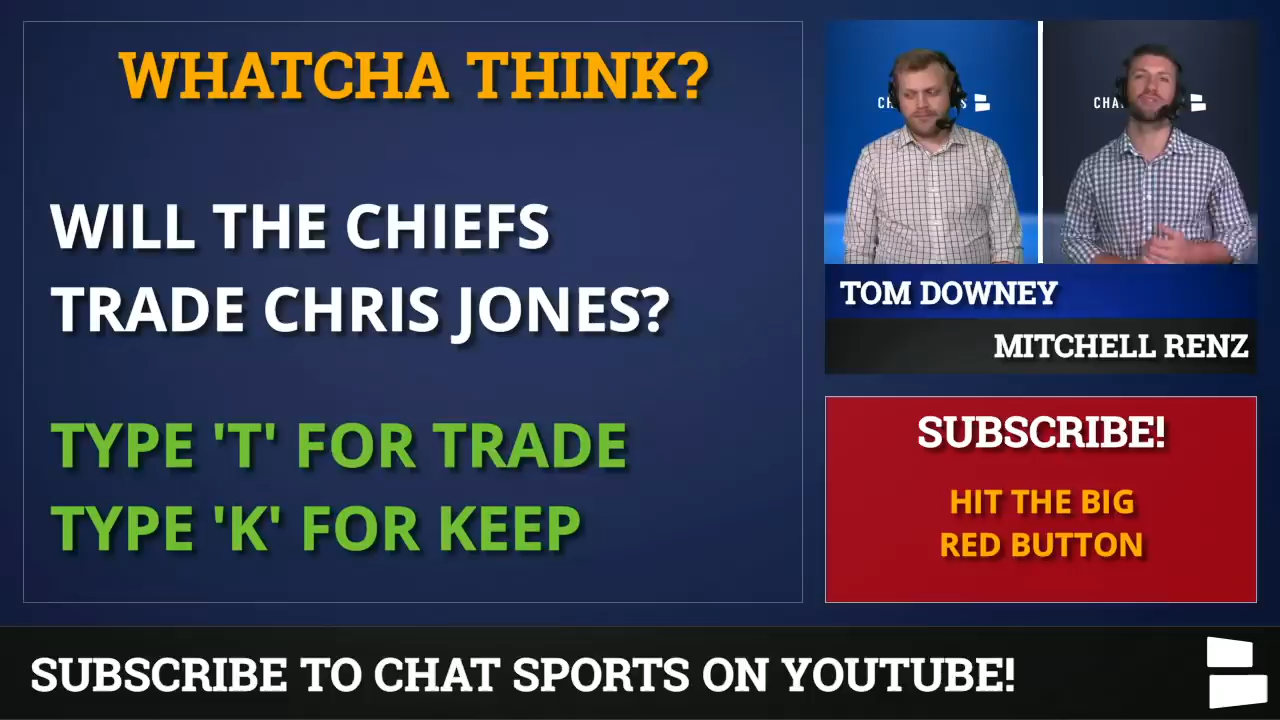 WHATCHA THINK?
WILL THE CHIEFS
TRADE CHRIS JONES?
TYPE 'T' FOR TRADE
TYPE 'K' FOR KEEP
TOM DOWNEY
MITCHELL RENZ
SUBSCRIBE!
HIT THE BIG
RED BUTTON
SUBSCRIBE TO CHAT SPORTS ON YOUTUBE!